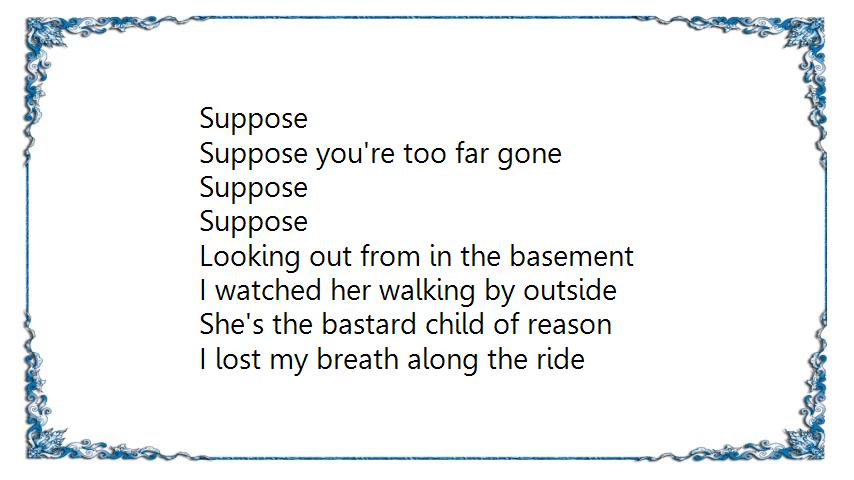 Suppose
Suppose you're too far gone
Suppose
Suppose
Looking out from in the basement
I watched her walking by outside
She's the bastard child of reason
I lost my breath along the ride